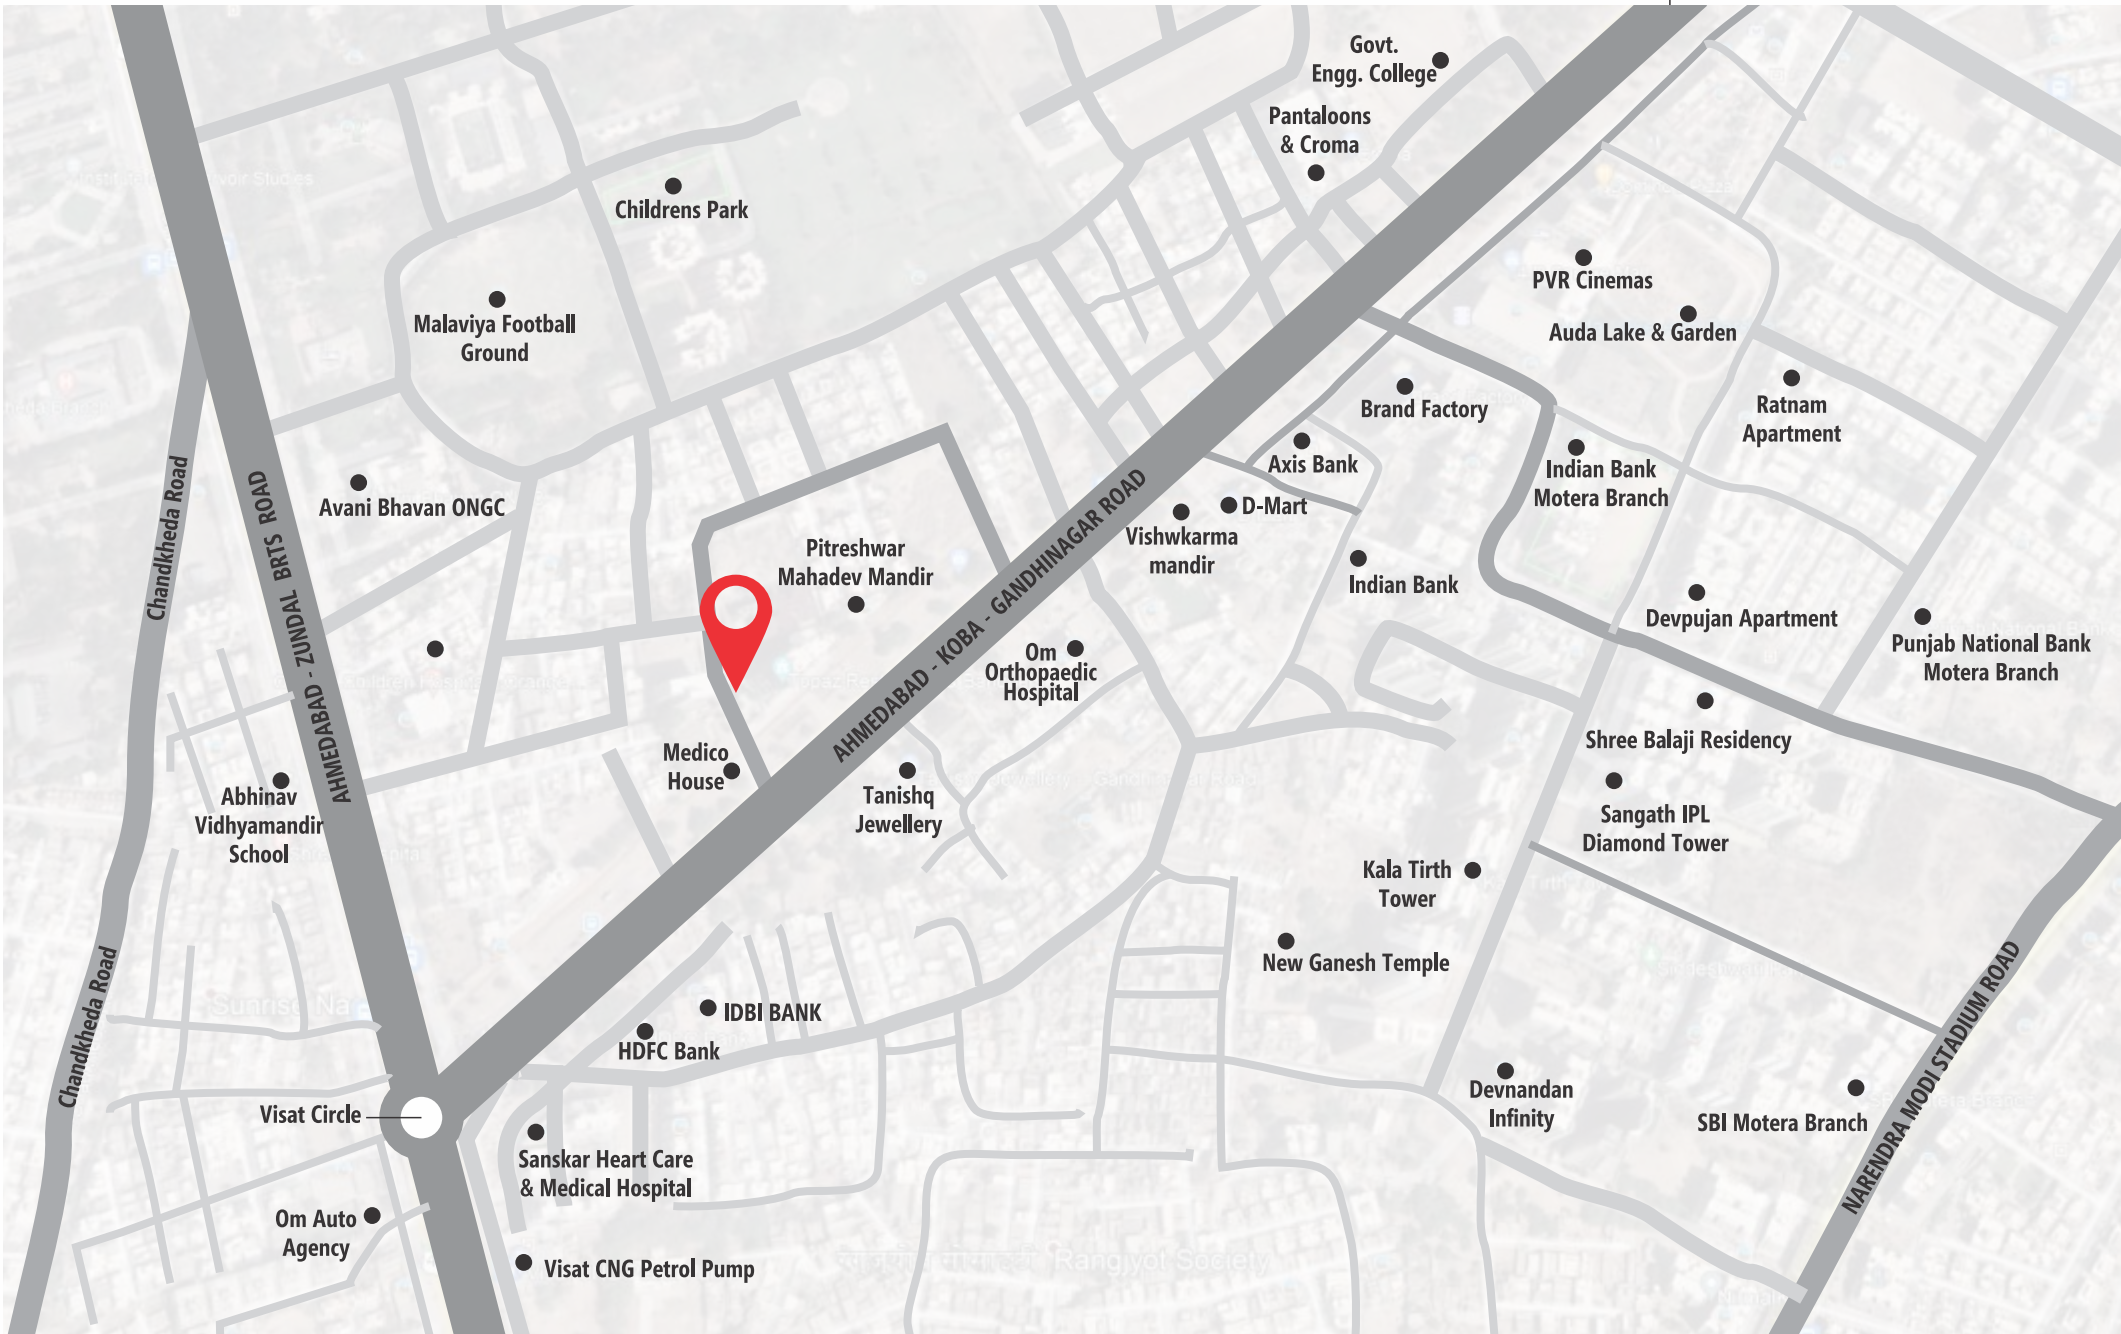 Govt.
Engg. College
Pantaloons
& Croma
Childrens Park
PVR Cinemas
Malaviya Football
Ground
Auda Lake & Garden
Brand Factory
Ratnam
Apartment
Axis Bank
Indian Bank
Motera Branch
Chandkheda Road
AHMEDABAD - ZUNDAL BRTS ROAD
Avani Bhavan ONGC
D-Mart
Vishwkarma
mandir
Pitreshwar
Mahadev Mandir
AHMEDABAD - KOBA - GANDHINAGAR ROAD
Indian Bank
Devpujan Apartment
Punjab National Bank
Motera Branch
Om
Orthopaedic
Hospital
Shree Balaji Residency
Medico
House
Tanishq
Jewellery
Abhinav
Vidhyamandir
School
Sangath IPL
Diamond Tower
Kala Tirth
Tower
New Ganesh Temple
Chandkheda Road
IDBI BANK
HDFC Bank
NARENDRA MODI STADIUM ROAD
Devnandan
Infinity
Visat Circle
SBI Motera Branch
Sanskar Heart Care
& Medical Hospital
Om Auto
Agency
Visat CNG Petrol Pump
Rangjyot Society